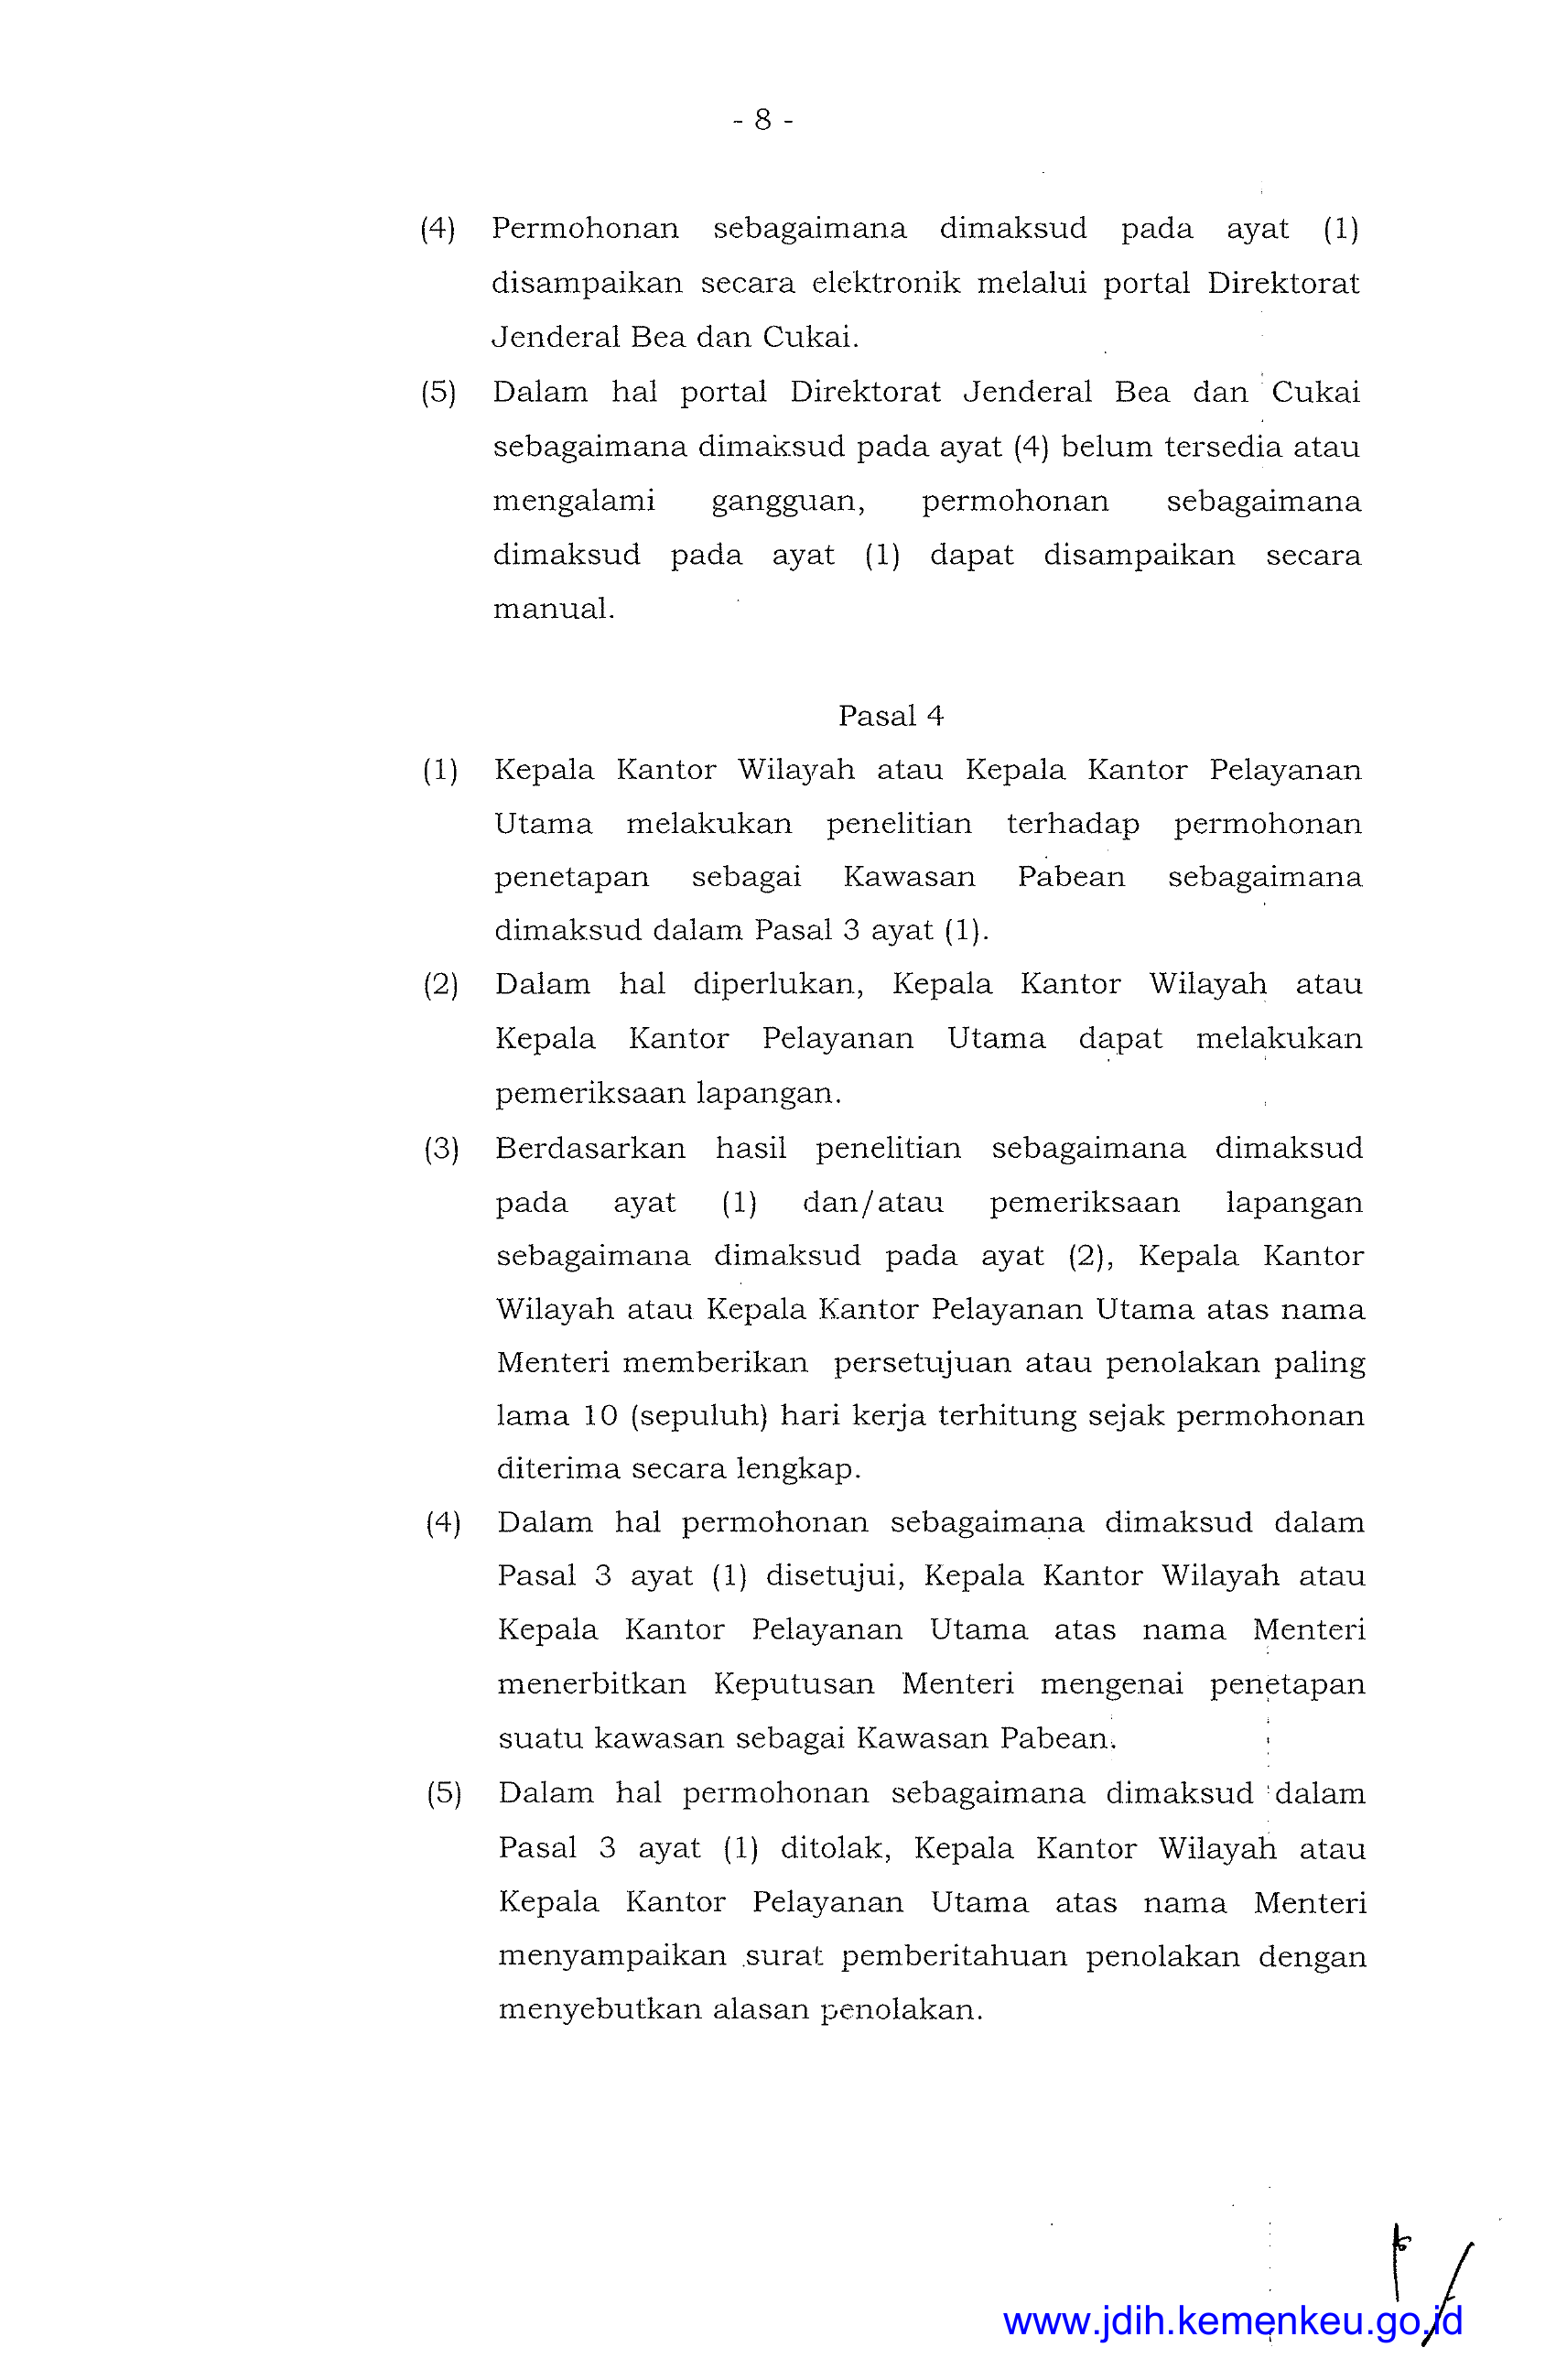 - 8 -
(4) Permohonan sebagaimana dimaksud pada ayat (1)
disampaikan secara elektronik melalui portal Direktorat
Jenderal Bea dan Cukai.
(5) Dalam hal portal Direktorat Jenderal Bea dan Cukai
sebagaimana dimaksud pada ayat (4) belum tersedia atau
mengalami gangguan, permohonan sebagaimana
dimaksud pada ayat (1) dapat disampaikan secara
manual.
Pasal 4
(1) Kepala Kantor Wilayah atau Kepala Kantor Pelayanan
Utama melakukan penelitian terhadap permohonan
penetapan sebagai Kawasan Pabean sebagaimana
dimaksud dalam Pasal 3 ayat (1).
(2) Dalam hal diperlukan, Kepala Kantor Wilayah atau
Kepala Kantor Pelayanan Utama dapat melakukan
pemeriksaan lapangan.
(3) Berdasarkan hasil penelitian sebagaimana dimaksud
pada ayat (1) dan/atau pemeriksaan lapangan
sebagaimana dimaksud pada ayat (2), Kepala Kantor
Wilayah atau Kepala Kantor Pelayanan Utama atas nama
Menteri memberikan persetujuan atau penolakan paling
lama 10 (sepuluh) hari kerja terhitung sejak permohonan
diterima secara lengkap.
(4) Dalam hal permohonan sebagaimana dimaksud dalam
Pasal 3 ayat (1) disetujui, Kepala Kantor Wilayah atau
Kepala Kantor Pelayanan Utama atas nama Menteri
menerbitkan Keputusan Menteri mengenai penetapan
suatu kawasan sebagai Kawasan Pabean.
(5) Dalam hal permohonan sebagaimana dimaksud dalam
Pasal 3 ayat (1) ditolak, Kepala Kantor Wilayah atau
Kepala Kantor Pelayanan Utama atas nama Menteri
menyampaikan surat pemberitahuan penolakan dengan
menyebutkan alasan penolakan.
www.jdih.kemenkeu.go.id